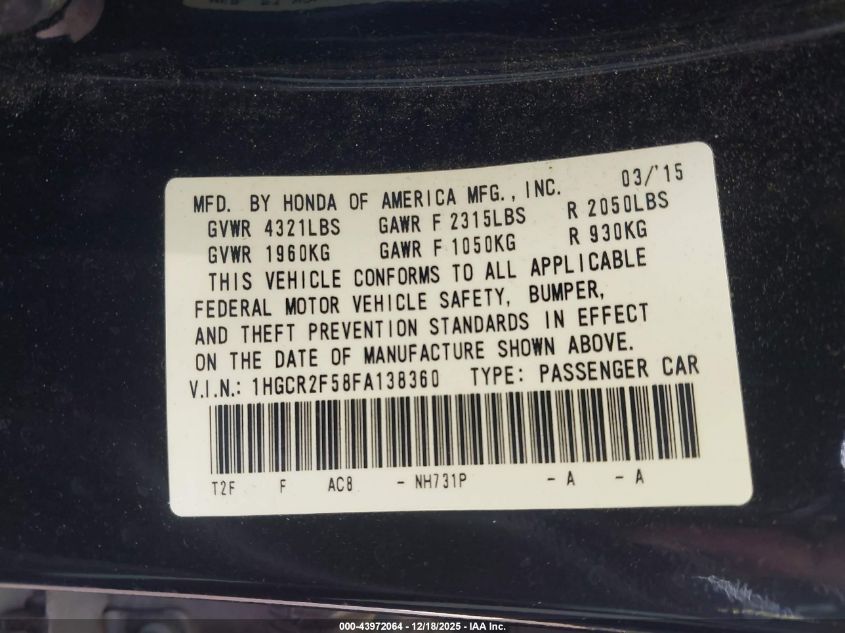 MFD. BY HONDA OF AMERICA MFG., INC. 03/'15
GVWR 4321LBS GAWR F 2315LBS R 2050LBS
GVWR 1960KG GAWR F 1050KG R 930KG
THIS VEHICLE CONFORMS TO ALL APPLICABLE
FEDERAL MOTOR VEHICLE SAFETY, BUMPER,
AND THEFT PREVENTION STANDARDS IN EFFECT
ON THE DATE OF MANUFACTURE SHOWN ABOVE.
V.I.N.: 1HGCR2F58FA138360 TYPE: PASSENGER CAR
T2F F AC8 - NH731P - A - A
000-43972064 - 12/18/2025 - IAA Inc.